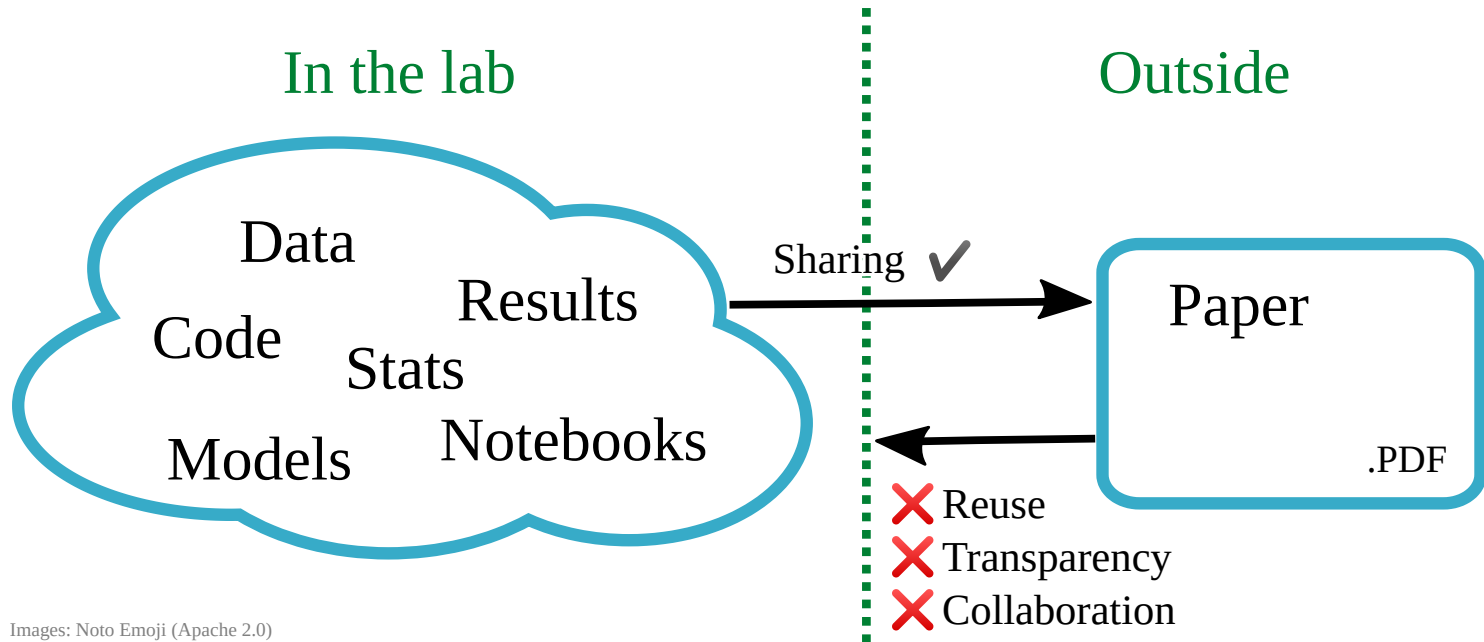 In the lab
Outside
Data
Results
Code
Stats
Models
Notebooks
Sharing
Paper
.PDF
Reuse
Transparency
Collaboration
Images: Noto Emoji (Apache 2.0)